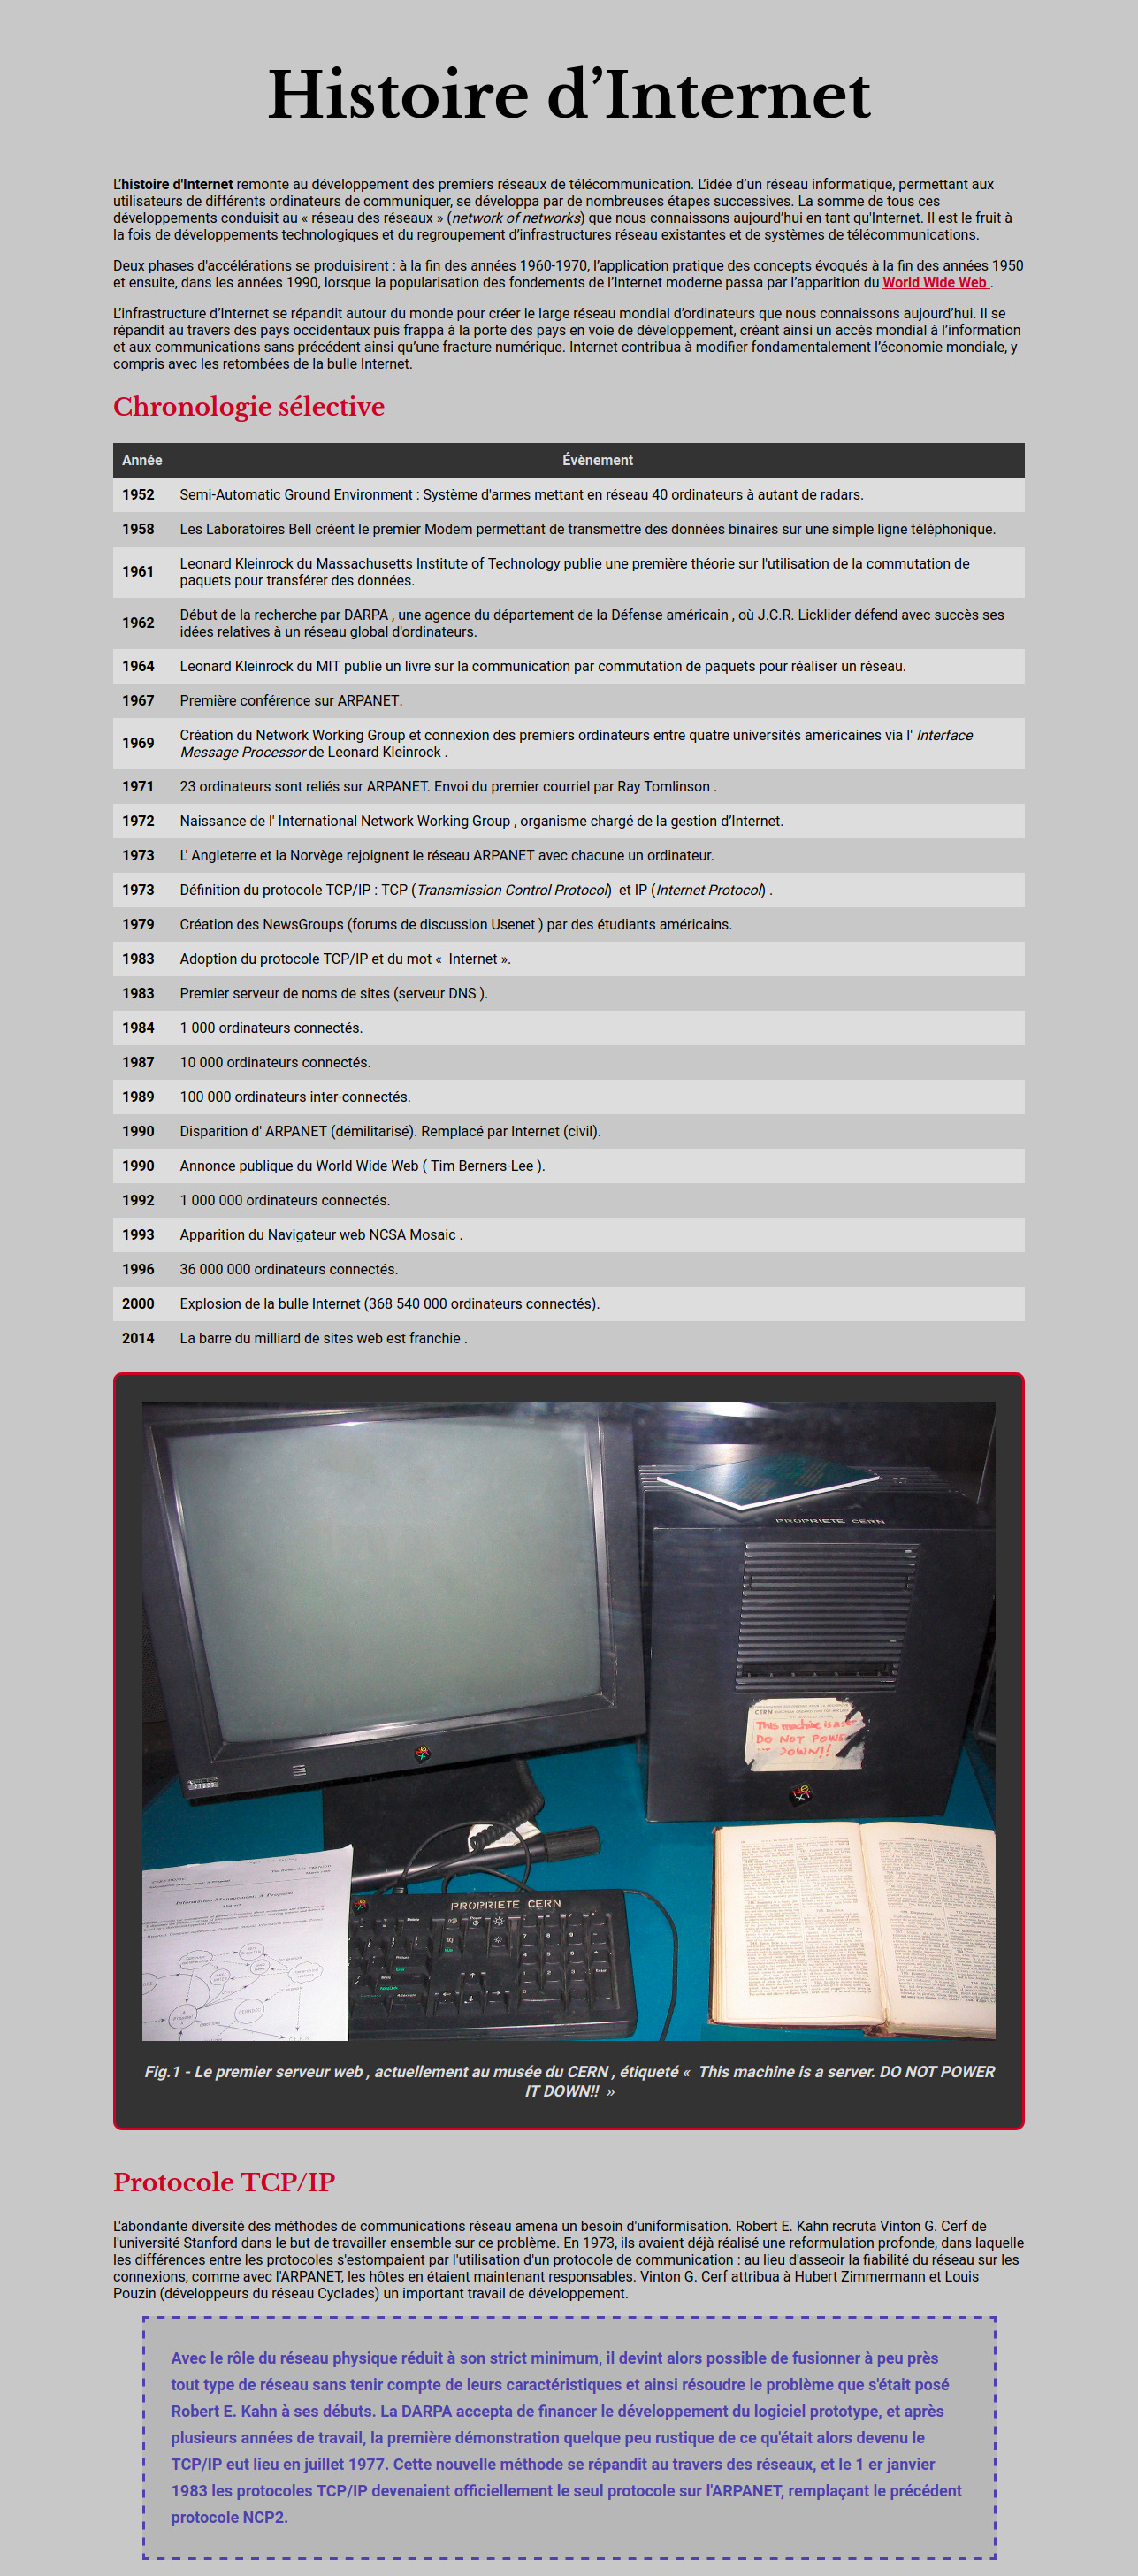 Histoire d’Internet
L’histoire d'Internet remonte au développement des premiers réseaux de télécommunication. L’idée d’un réseau informatique, permettant aux
utilisateurs de différents ordinateurs de communiquer, se développa par de nombreuses étapes successives. La somme de tous ces
développements conduisit au « réseau des réseaux » (network of networks) que nous connaissons aujourd’hui en tant qu'Internet. Il est le fruit à
la fois de développements technologiques et du regroupement d’infrastructures réseau existantes et de systèmes de télécommunications.
Deux phases d'accélérations se produisirent : à la fin des années 1960-1970, l’application pratique des concepts évoqués à la fin des années 1950
et ensuite, dans les années 1990, lorsque la popularisation des fondements de l’Internet moderne passa par l’apparition du World Wide Web .
L’infrastructure d’Internet se répandit autour du monde pour créer le large réseau mondial d’ordinateurs que nous connaissons aujourd’hui. Il se
répandit au travers des pays occidentaux puis frappa à la porte des pays en voie de développement, créant ainsi un accès mondial à l’information
et aux communications sans précédent ainsi qu’une fracture numérique. Internet contribua à modifier fondamentalement l’économie mondiale, y
compris avec les retombées de la bulle Internet.
Chronologie sélective
Année Évènement
1952 Semi-Automatic Ground Environment : Système d'armes mettant en réseau 40 ordinateurs à autant de radars.
1958 Les Laboratoires Bell créent le premier Modem permettant de transmettre des données binaires sur une simple ligne téléphonique.
1961 Leonard Kleinrock du Massachusetts Institute of Technology publie une première théorie sur l'utilisation de la commutation de
paquets pour transférer des données.
1962 Début de la recherche par DARPA , une agence du département de la Défense américain , où J.C.R. Licklider défend avec succès ses
idées relatives à un réseau global d'ordinateurs.
1964 Leonard Kleinrock du MIT publie un livre sur la communication par commutation de paquets pour réaliser un réseau.
1967 Première conférence sur ARPANET.
1969 Création du Network Working Group et connexion des premiers ordinateurs entre quatre universités américaines via l' Interface
Message Processor de Leonard Kleinrock .
1971 23 ordinateurs sont reliés sur ARPANET. Envoi du premier courriel par Ray Tomlinson .
1972 Naissance de l' International Network Working Group , organisme chargé de la gestion d’Internet.
1973 L' Angleterre et la Norvège rejoignent le réseau ARPANET avec chacune un ordinateur.
1973 Définition du protocole TCP/IP : TCP (Transmission Control Protocol)  et IP (Internet Protocol) .
1979 Création des NewsGroups (forums de discussion Usenet ) par des étudiants américains.
1983 Adoption du protocole TCP/IP et du mot «  Internet ».
1983 Premier serveur de noms de sites (serveur DNS ).
1984 1 000 ordinateurs connectés.
1987 10 000 ordinateurs connectés.
1989 100 000 ordinateurs inter-connectés.
1990 Disparition d' ARPANET (démilitarisé). Remplacé par Internet (civil).
1990 Annonce publique du World Wide Web ( Tim Berners-Lee ).
1992 1 000 000 ordinateurs connectés.
1993 Apparition du Navigateur web NCSA Mosaic .
1996 36 000 000 ordinateurs connectés.
2000 Explosion de la bulle Internet (368 540 000 ordinateurs connectés).
2014 La barre du milliard de sites web est franchie .
PROPRIETE CERN
CERN
This machine is a
DO NOT POWE
DOWN!!
Information Management: A Proposal
PROPRIETE CERN
Fig.1 - Le premier serveur web , actuellement au musée du CERN , étiqueté «  This machine is a server. DO NOT POWER
IT DOWN!!  »
Protocole TCP/IP
L'abondante diversité des méthodes de communications réseau amena un besoin d'uniformisation. Robert E. Kahn recruta Vinton G. Cerf de
l'université Stanford dans le but de travailler ensemble sur ce problème. En 1973, ils avaient déjà réalisé une reformulation profonde, dans laquelle
les différences entre les protocoles s'estompaient par l'utilisation d'un protocole de communication : au lieu d'asseoir la fiabilité du réseau sur les
connexions, comme avec l'ARPANET, les hôtes en étaient maintenant responsables. Vinton G. Cerf attribua à Hubert Zimmermann et Louis
Pouzin (développeurs du réseau Cyclades) un important travail de développement.
Avec le rôle du réseau physique réduit à son strict minimum, il devint alors possible de fusionner à peu près
tout type de réseau sans tenir compte de leurs caractéristiques et ainsi résoudre le problème que s'était posé
Robert E. Kahn à ses débuts. La DARPA accepta de financer le développement du logiciel prototype, et après
plusieurs années de travail, la première démonstration quelque peu rustique de ce qu'était alors devenu le
TCP/IP eut lieu en juillet 1977. Cette nouvelle méthode se répandit au travers des réseaux, et le 1 er janvier
1983 les protocoles TCP/IP devenaient officiellement le seul protocole sur l'ARPANET, remplaçant le précédent
protocole NCP2.